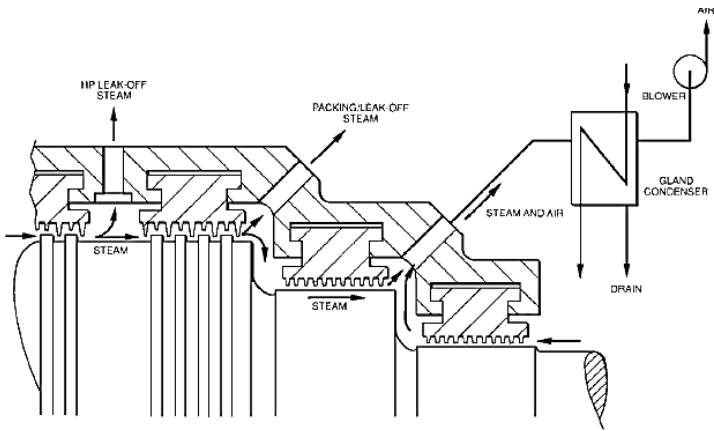 AIR
HP LEAK-OFF
STEAM
PACKING/LEAK-OFF
STEAM
BLOWER
GLAND
CONDENSER
STEAM AND AIR
STEAM
STEAM
DRAIN